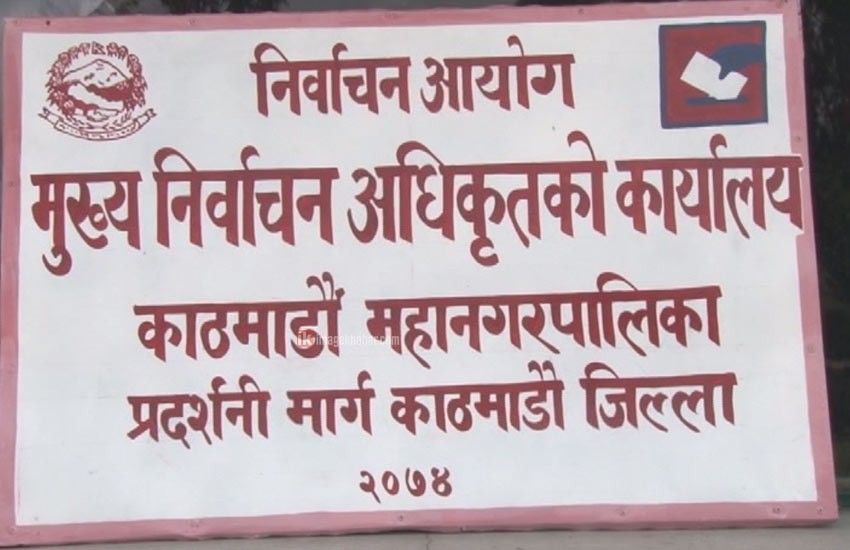 निर्वाचन आयोग
मुख्य निर्वाचन अधिकृतको कार्यालय
काठमाडौं महानगरपालिका
प्रदर्शनी मार्ग काठमाडौ जिल्ला
२०७४